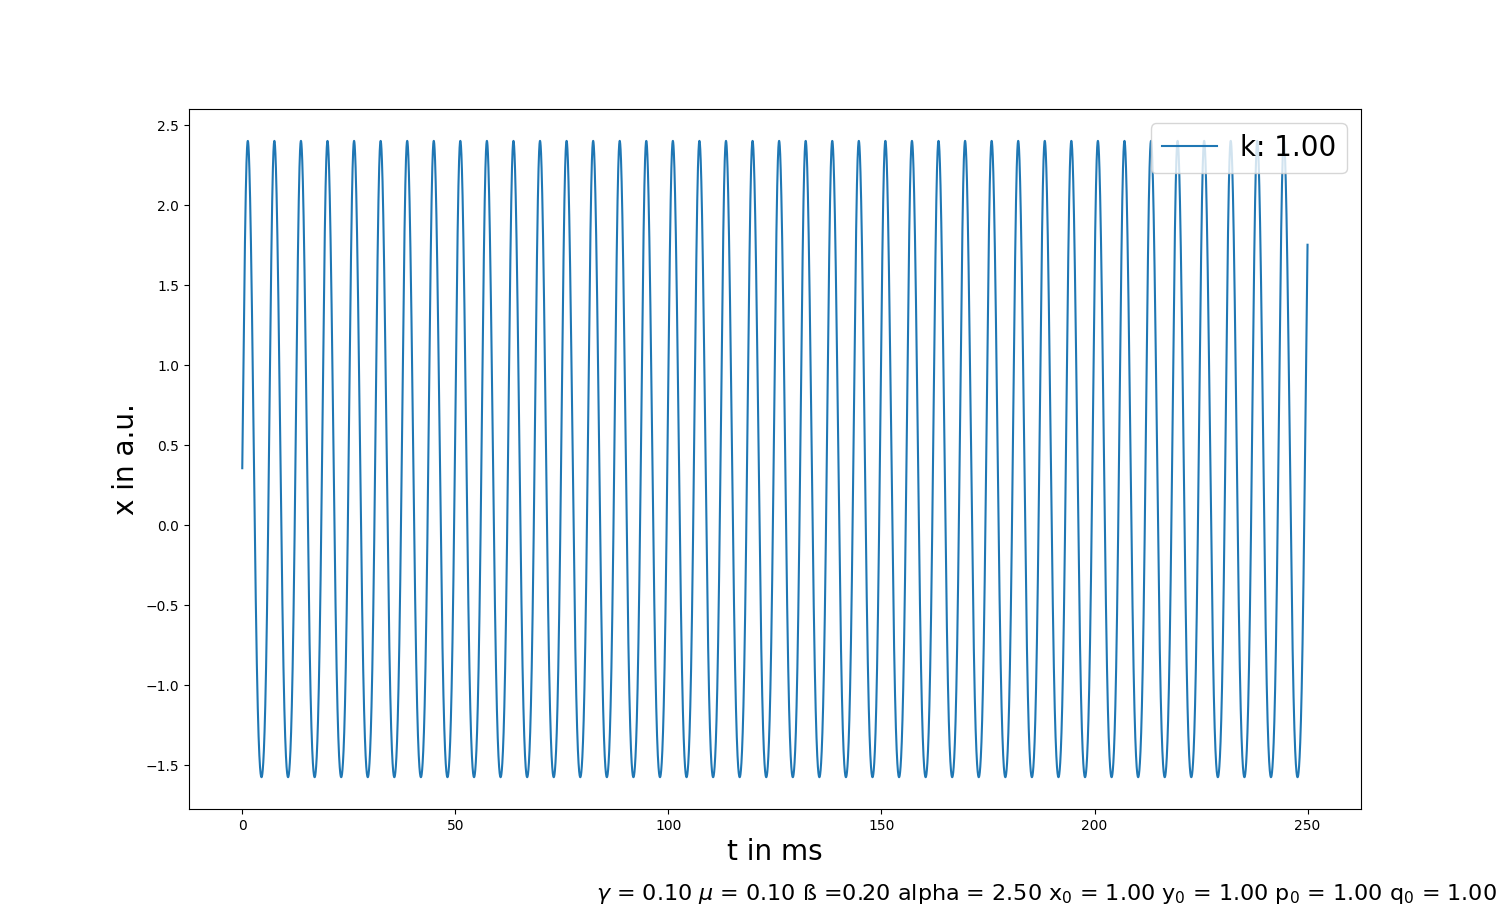 k: 1.00
x in a.u.
2.5
2.0
1.5
1.0
0.5
0.0
−0.5
−1.0
−1.5
0 50 100 150 200 250
t in ms
γ = 0.10 μ = 0.10 ß =0.20 alpha = 2.50 x₀ = 1.00 y₀ = 1.00 p₀ = 1.00 q₀ = 1.00